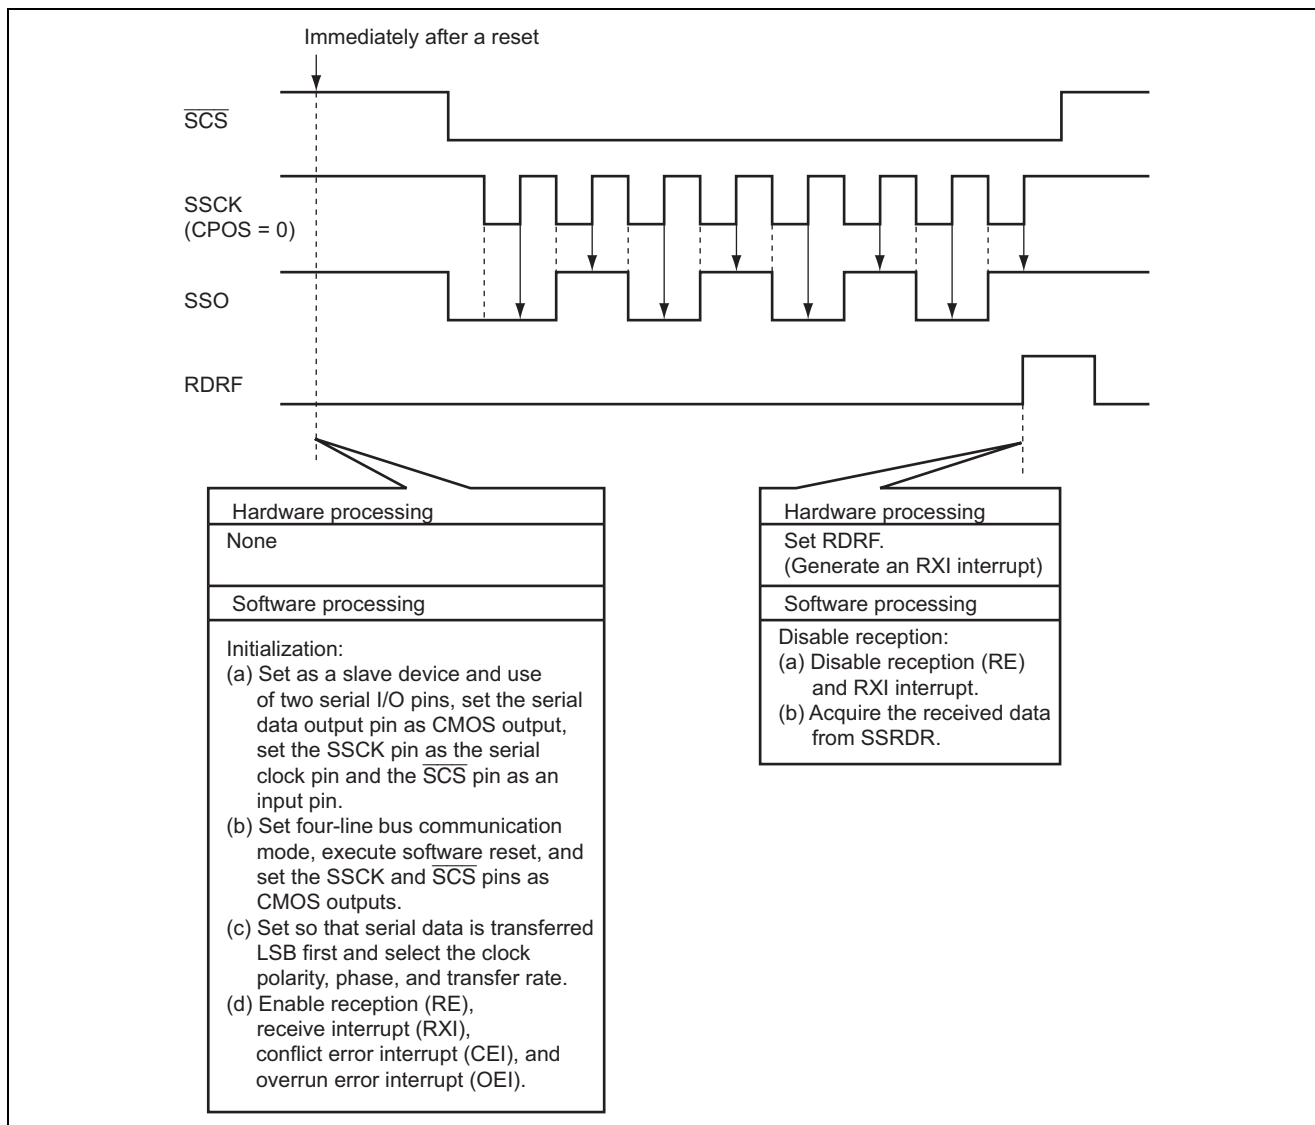 Immediately after a reset
SCS
SSCK
(CPOS = 0)
SSO
RDRF
Hardware processing
None
Software processing
Initialization:
(a) Set as a slave device and use
of two serial I/O pins, set the serial
data output pin as CMOS output,
set the SSCK pin as the serial
clock pin and the SCS pin as an
input pin.
(b) Set four-line bus communication
mode, execute software reset, and
set the SSCK and SCS pins as
CMOS outputs.
(c) Set so that serial data is transferred
LSB first and select the clock
polarity, phase, and transfer rate.
(d) Enable reception (RE),
receive interrupt (RXI),
conflict error interrupt (CEI), and
overrun error interrupt (OEI).
Hardware processing
Set RDRF.
(Generate an RXI interrupt)
Software processing
Disable reception:
(a) Disable reception (RE)
and RXI interrupt.
(b) Acquire the received data
from SSRDR.